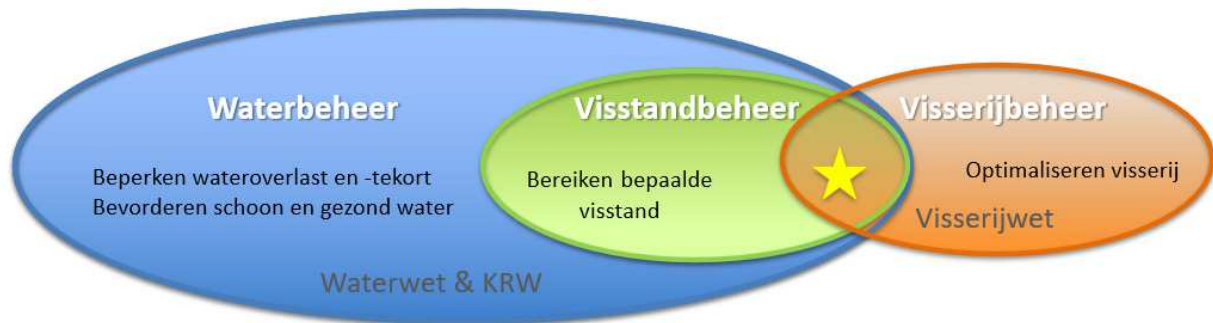 Waterbeheer
Visstandbeheer
Visserijbeheer
Beperken wateroverlast en -tekort
Bevorderen schoon en gezond water
Bereiken bepaalde
visstand
Optimaliseren visserij
Visserijwet
Waterwet & KRW